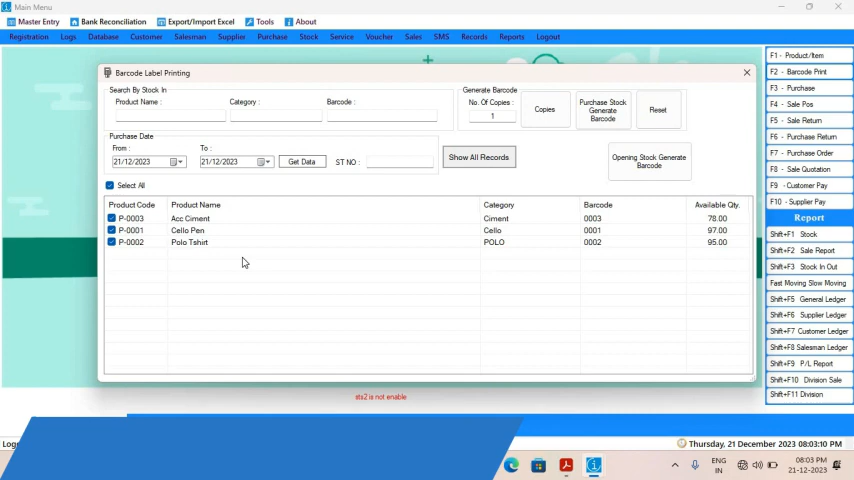 Main Menu
Master Entry Bank Reconciliation Export/Import Excel Tools About
Registration Logs Database Customer Salesman Supplier Purchase Stock Service Voucher Sales SMS Records Reports Logout
Barcode Label Printing
Search By Stock In
Product Name : Category : Barcode :
Generate Barcode
No. Of Copies :
1
Copies
Purchase Stock Generate Barcode
Reset
Purchase Date
From : To :
21/12/2023 21/12/2023 Get Data ST NO :
Show All Records
Opening Stock Generate Barcode
Select All
Product Code Product Name Category Barcode Available Qty.
P-0003 Acc Ciment Ciment 0003 78.00
P-0001 Cello Pen Cello 0001 97.00
P-0002 Polo Tshirt POLO 0002 95.00
F1 - Product/Item
F2 - Barcode Print
F3 - Purchase
F4 - Sale Pos
F5 - Sale Return
F6 - Purchase Return
F7 - Purchase Order
F8 - Sale Quotation
F9 - Customer Pay
F10 - Supplier Pay
Report
Shift+F1 Stock
Shift+F2 Sale Report
Shift+F3 Stock In Out
Fast Moving Slow Moving
Shift+F5 General Ledger
Shift+F6 Supplier Ledger
Shift+F7 Customer Ledger
Shift+F8 Salesman Ledger
Shift+F9 P/L Report
Shift+F10 Division Sale
Shift+F11 Division
sta2 is not enable
Thursday, 21 December 2023 08:03:10 PM
ENG
IN
08:03 PM
21-12-2023